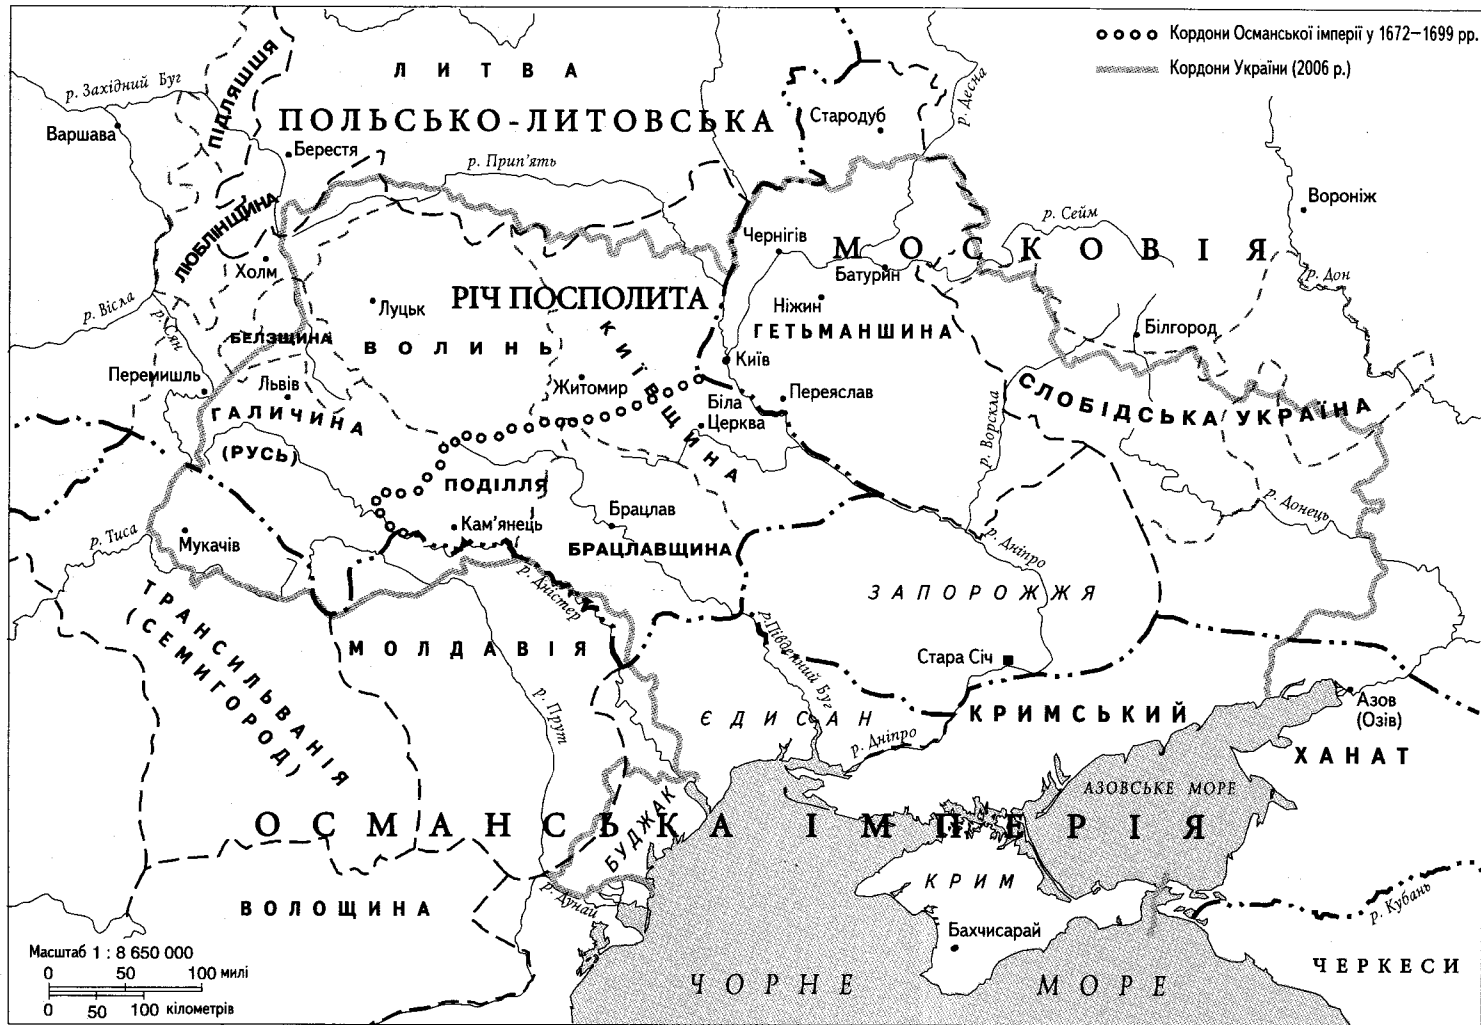 Кордони Османської імперії у 1672–1699 рр.
Кордони України (2006 р.)
ЛИТВА
р. Західний Буг
ПІДЛЯШШЯ
р. Десна
ПОЛЬСЬКО-ЛИТОВСЬКА
Стародуб
Варшава
Берестя
р. Прип'ять
Вороніж
ЛЮБЛІНЩИНА
р. Сейм
Чернігів
МОСКОВІЯ
Холм
Батурин
р. Дон
р. Вісла
Луцьк
РІЧ ПОСПОЛИТА
Ніжин
р. Сян
ГЕТЬМАНШИНА
Білгород
БЕЛЗЩИНА
ВОЛИНЬ
КИЇВЩИНА
Київ
Перемишль
Львів
Житомир
Переяслав
СЛОБІДСЬКА УКРАЇНА
ГАЛИЧИНА
Біла
Церква
р. Ворскла
(РУСЬ)
ПОДІЛЛЯ
р. Донець
Брацлав
Кам'янець
р. Тиса
Мукачів
БРАЦЛАВЩИНА
р. Дніпро
р. Дністер
ЗАПОРОЖЖЯ
ТРАНСИЛЬВАНІЯ
(СЕМИГОРОД)
МОЛДАВІЯ
р. Південний Буг
Стара Січ
р. Прут
ЄДИСАН
КРИМСЬКИЙ
Азов
(Озів)
р. Дніпро
ХАНАТ
АЗОВСЬКЕ МОРЕ
БУДЖАК
ОСМАНСЬКА ІМПЕРІЯ
КРИМ
р. Дунай
ВОЛОЩИНА
р. Кубань
Бахчисарай
Масштаб 1 : 8 650 000
0 50 100 милі
0 50 100 кілометрів
ЧОРНЕ МОРЕ
ЧЕРКЕСИ